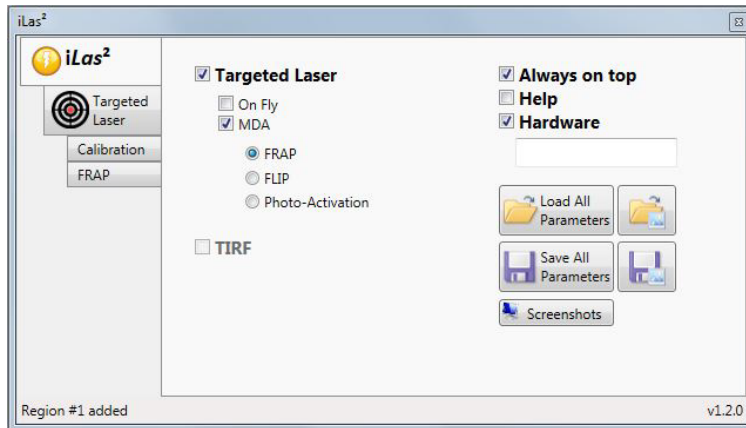 iLas²
iLas²
Targeted
Laser
Calibration
FRAP
Targeted Laser
On Fly
MDA
FRAP
FLIP
Photo-Activation
TIRF
Always on top
Help
Hardware
Load All
Parameters
Save All
Parameters
Screenshots
Region #1 added
v1.2.0